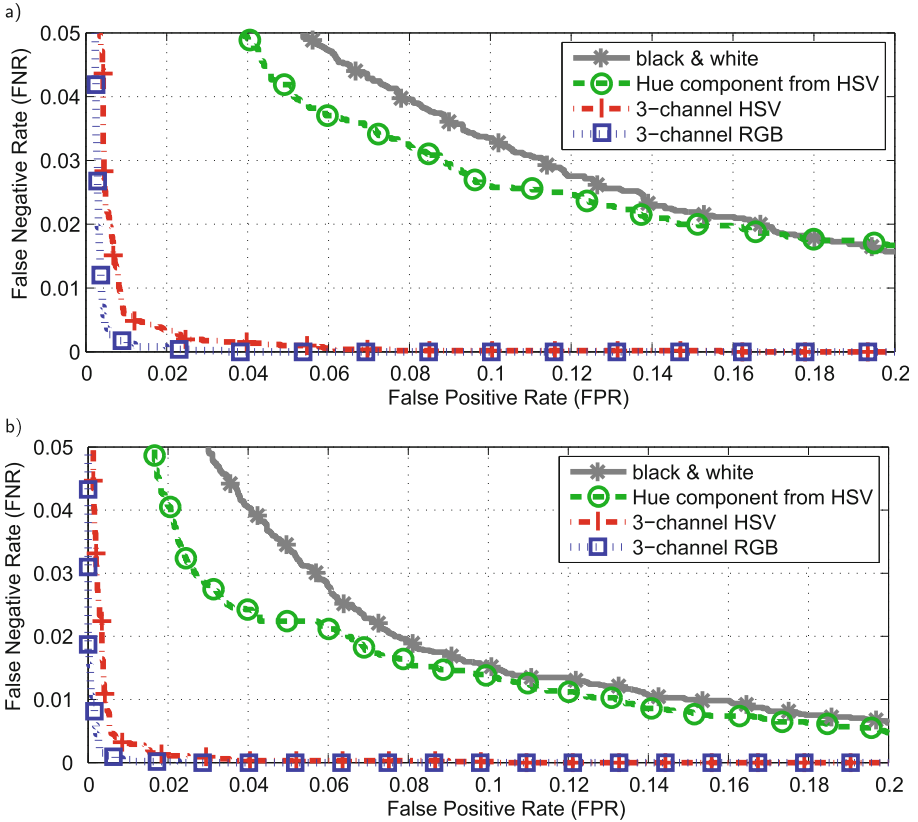 a)
0.05
0.04
0.03
0.02
0.01
0
False Negative Rate (FNR)
black & white
Hue component from HSV
3−channel HSV
3−channel RGB
0 0.02 0.04 0.06 0.08 0.1 0.12 0.14 0.16 0.18 0.2
False Positive Rate (FPR)
b)
0.05
0.04
0.03
0.02
0.01
0
False Negative Rate (FNR)
black & white
Hue component from HSV
3−channel HSV
3−channel RGB
0 0.02 0.04 0.06 0.08 0.1 0.12 0.14 0.16 0.18 0.2
False Positive Rate (FPR)